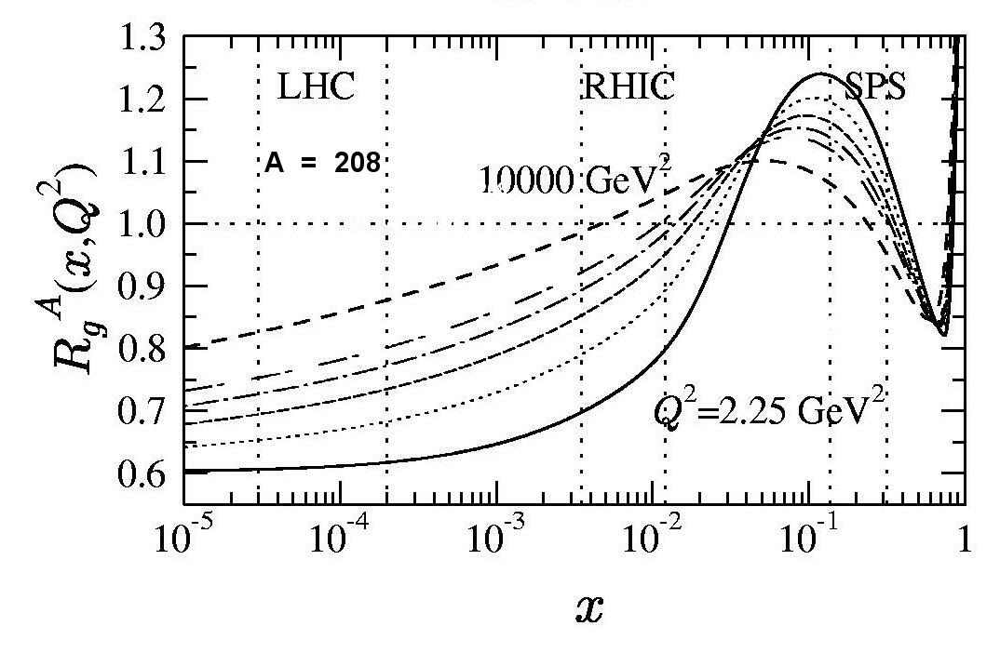 1.3
LHC RHIC SPS
1.2
A = 208
10000 GeV²
1.1
1.0
0.9
0.8
Q²=2.25 GeV²
0.7
0.6
R_g^A(x,Q²)
10⁻⁵ 10⁻⁴ 10⁻³ 10⁻² 10⁻¹ 1
x